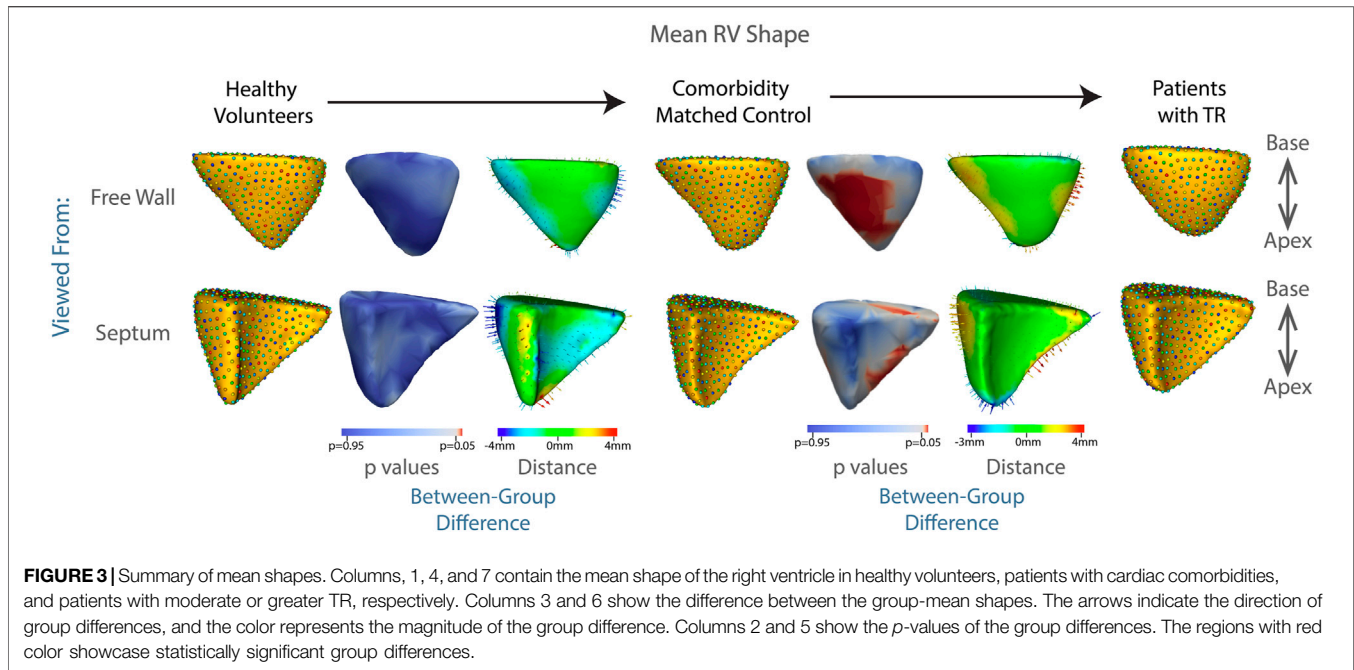 Mean RV Shape
Healthy
Volunteers
Comorbidity
Matched Control
Patients
with TR
Viewed From:
Free Wall
Base
Apex
Septum
Base
Apex
p=0.95 p=0.05
p values
-4mm 0mm 4mm
Distance
Between-Group
Difference
p=0.95 p=0.05
p values
-3mm 0mm 4mm
Distance
Between-Group
Difference
FIGURE 3 | Summary of mean shapes. Columns, 1, 4, and 7 contain the mean shape of the right ventricle in healthy volunteers, patients with cardiac comorbidities,
and patients with moderate or greater TR, respectively. Columns 3 and 6 show the difference between the group-mean shapes. The arrows indicate the direction of
group differences, and the color represents the magnitude of the group difference. Columns 2 and 5 show the p-values of the group differences. The regions with red
color showcase statistically significant group differences.